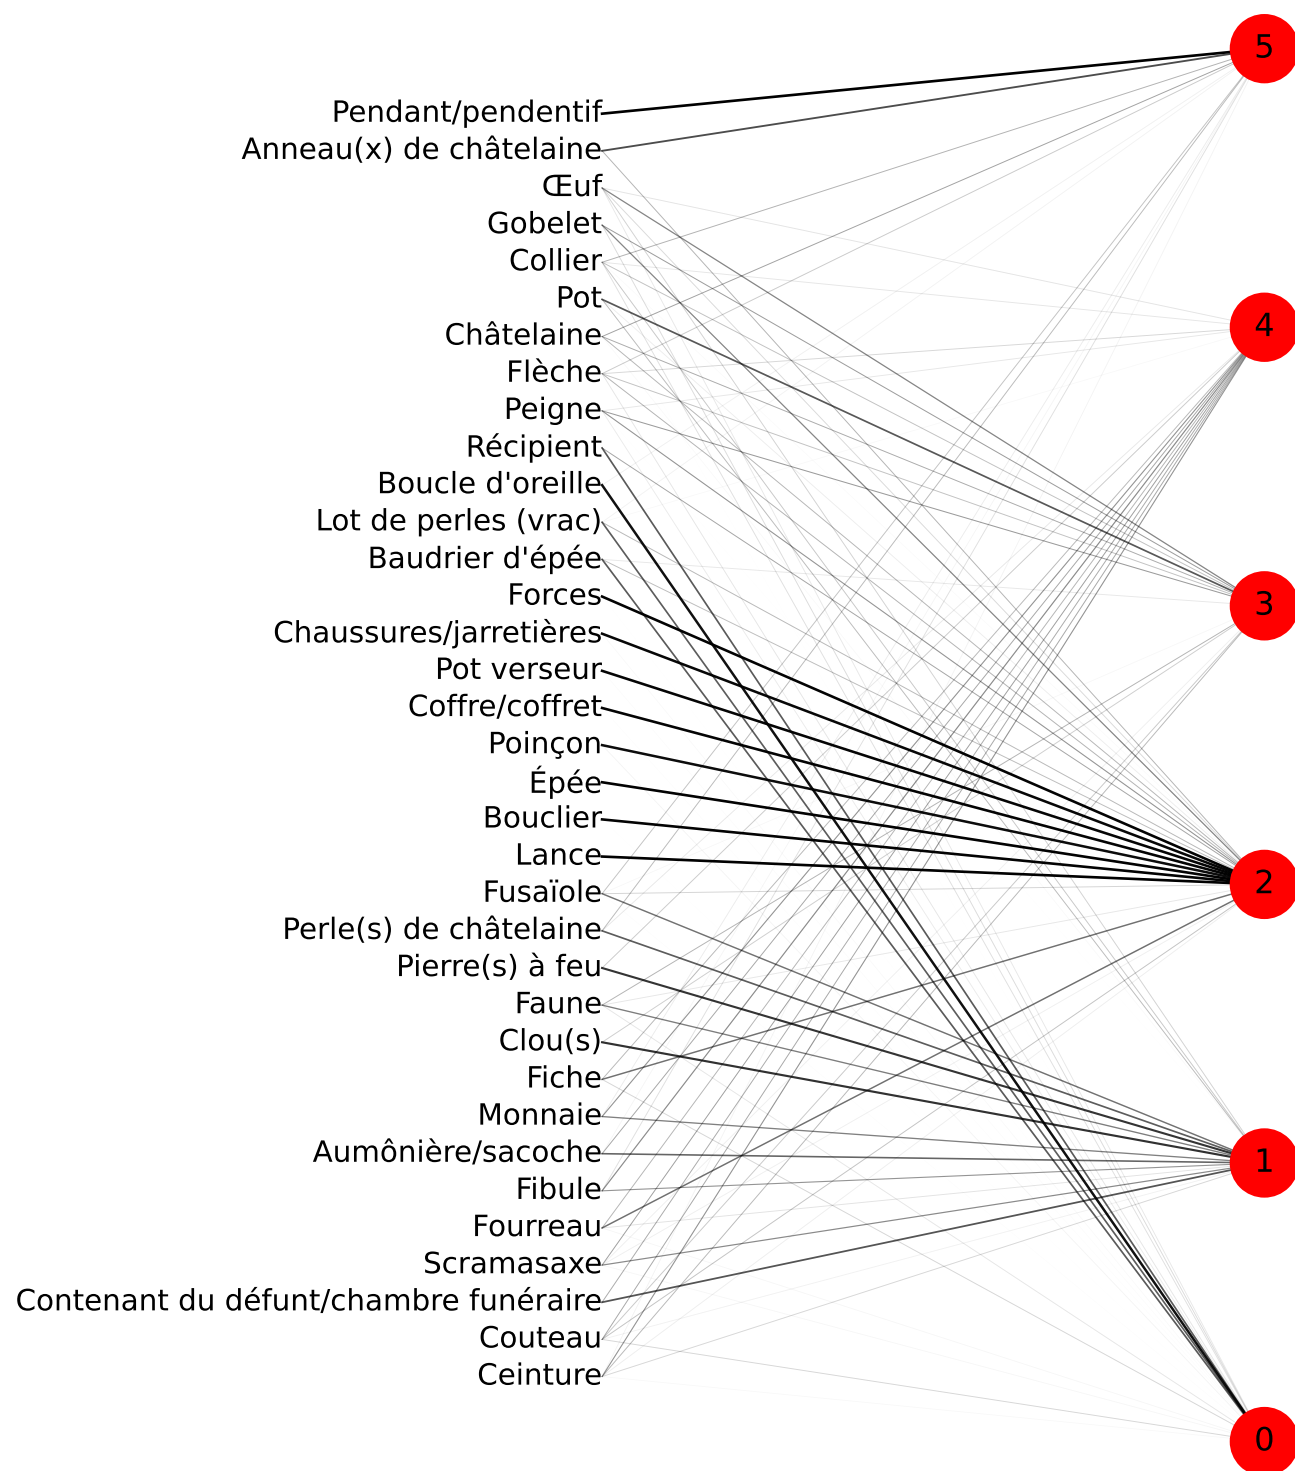 5
Pendant/pendentif
Anneau(x) de châtelaine
Œuf
Gobelet
Collier
Pot
4
Châtelaine
Flèche
Peigne
Récipient
Boucle d'oreille
Lot de perles (vrac)
Baudrier d'épée
Forces
3
Chaussures/jarretières
Pot verseur
Coffre/coffret
Poinçon
Épée
Bouclier
Lance
Fusaïole
2
Perle(s) de châtelaine
Pierre(s) à feu
Faune
Clou(s)
Fiche
Monnaie
Aumônière/sacoche
1
Fibule
Fourreau
Scramasaxe
Contenant du défunt/chambre funéraire
Couteau
Ceinture
0